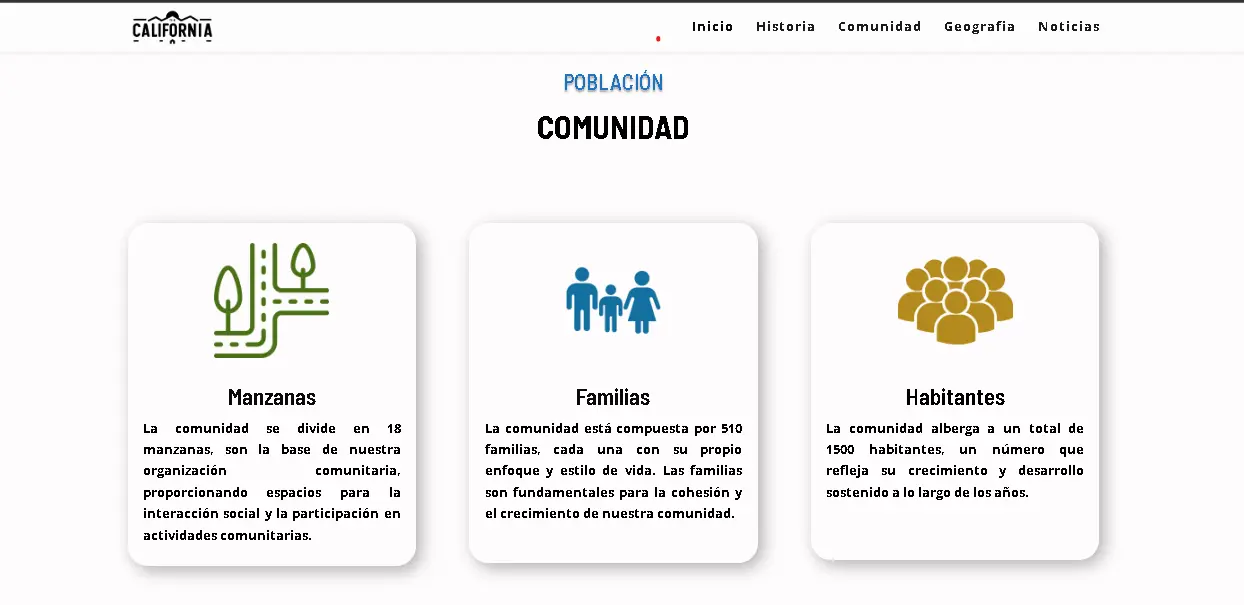 CALIFORNIA
Inicio Historia Comunidad Geografia Noticias
POBLACIÓN
COMUNIDAD
Manzanas
La comunidad se divide en 18
manzanas, son la base de nuestra
organización comunitaria,
proporcionando espacios para la
interacción social y la participación en
actividades comunitarias.
Familias
La comunidad está compuesta por 510
familias, cada una con su propio
enfoque y estilo de vida. Las familias
son fundamentales para la cohesión y
el crecimiento de nuestra comunidad.
Habitantes
La comunidad alberga a un total de
1500 habitantes, un número que
refleja su crecimiento y desarrollo
sostenido a lo largo de los años.